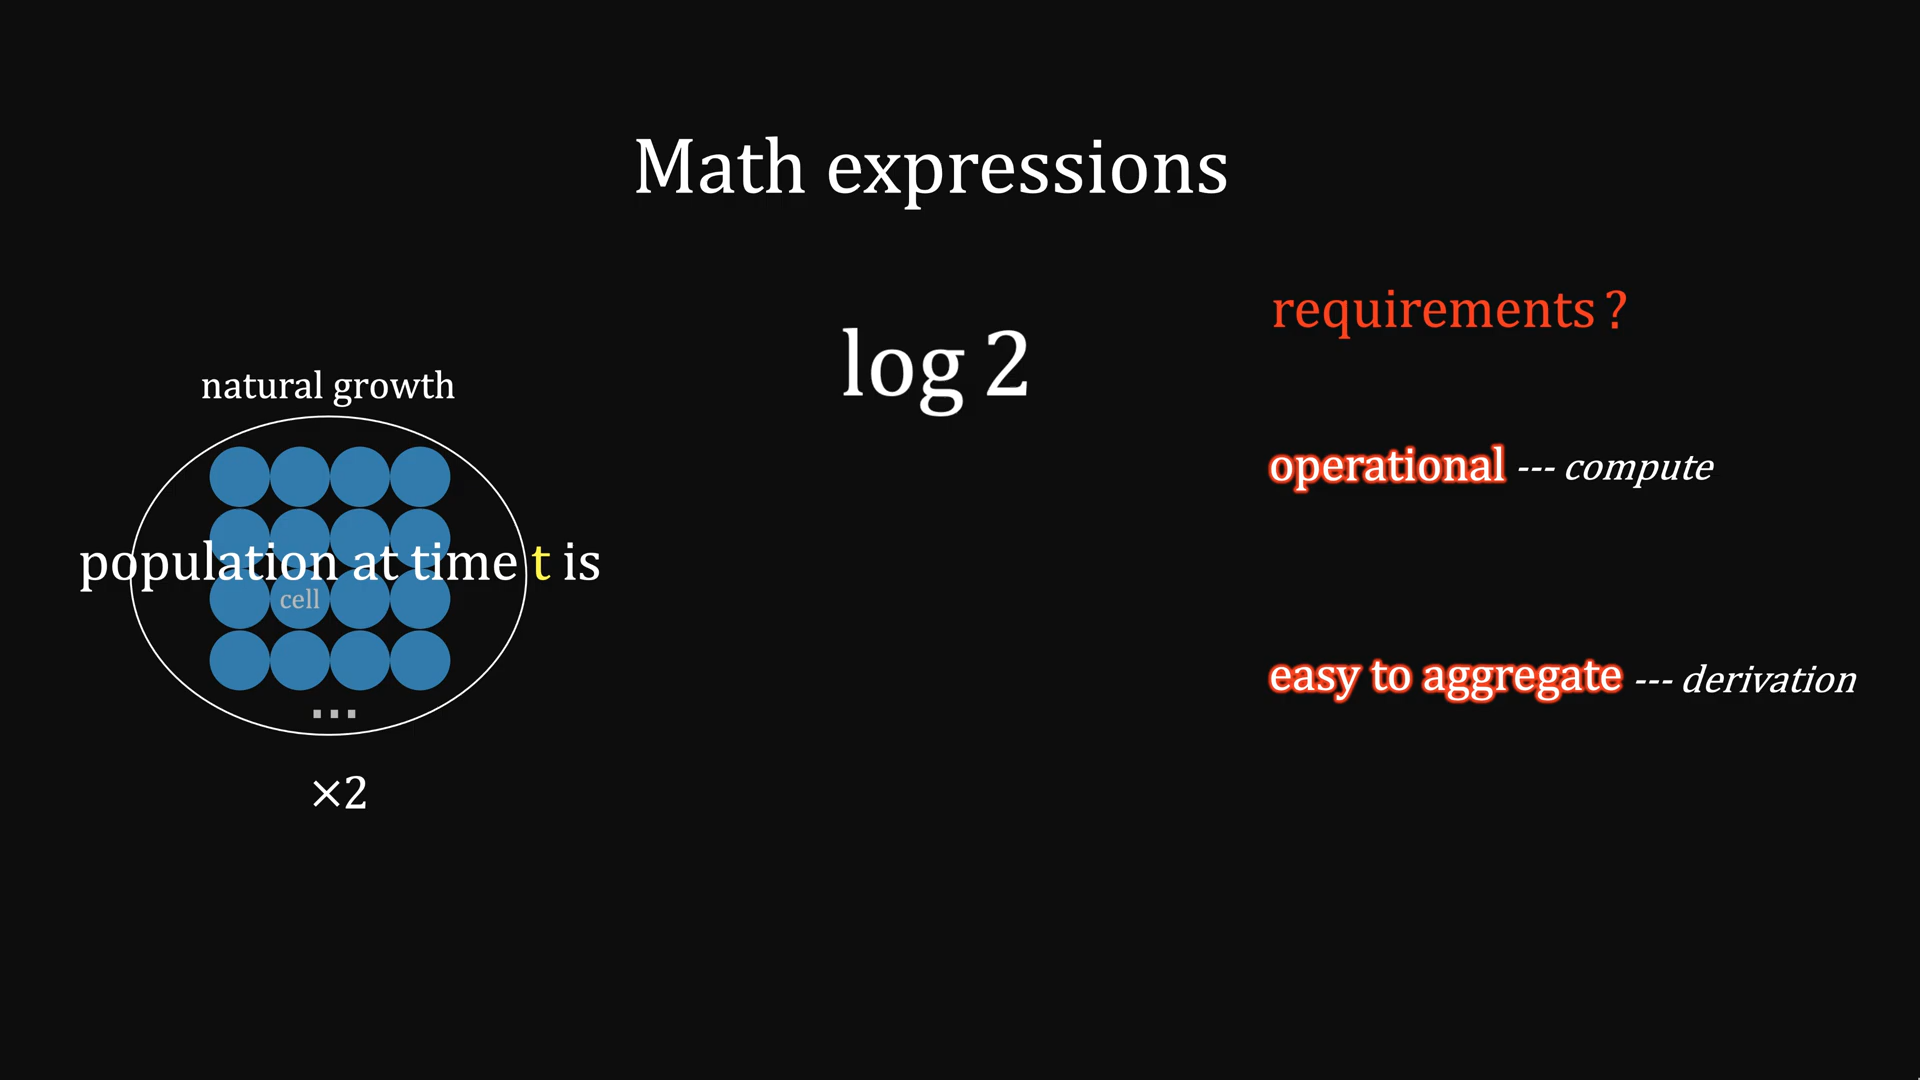 Math expressions
requirements ?
log 2
natural growth
operational --- compute
population at time t is
cell
easy to aggregate --- derivation
...
×2